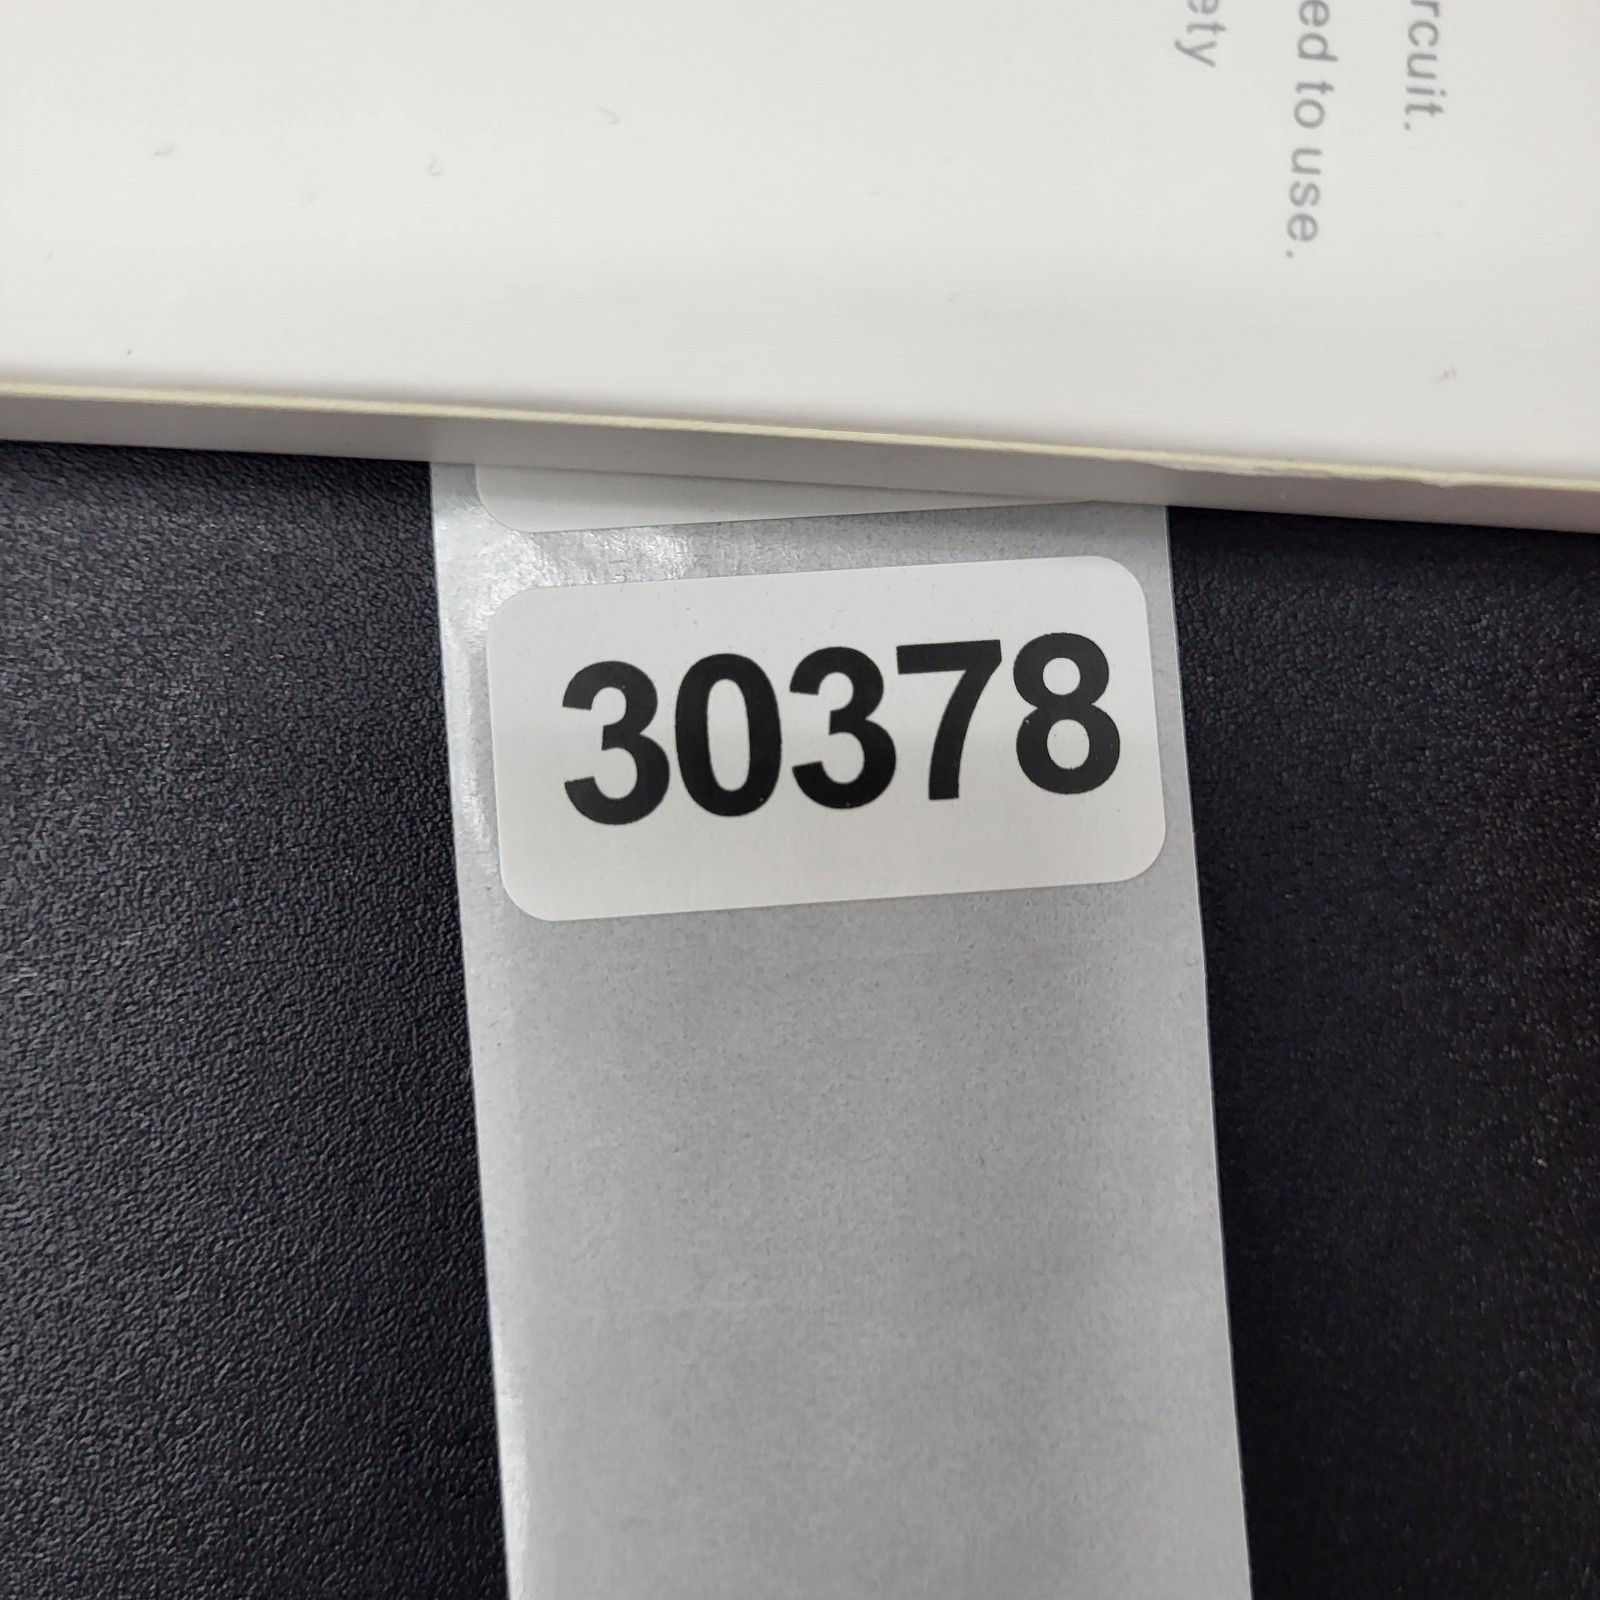 rcuit.
ed to use.
ety
30378